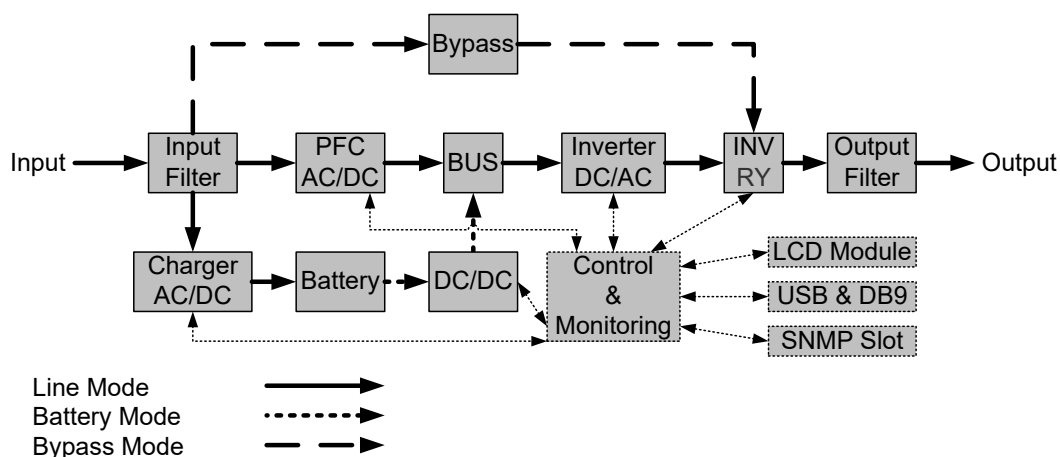 Bypass
Input
Input
Filter
PFC
AC/DC
BUS
Inverter
DC/AC
INV
RY
Output
Filter
Output
Charger
AC/DC
Battery
DC/DC
Control
&
Monitoring
LCD Module
USB & DB9
SNMP Slot
Line Mode
Battery Mode
Bypass Mode